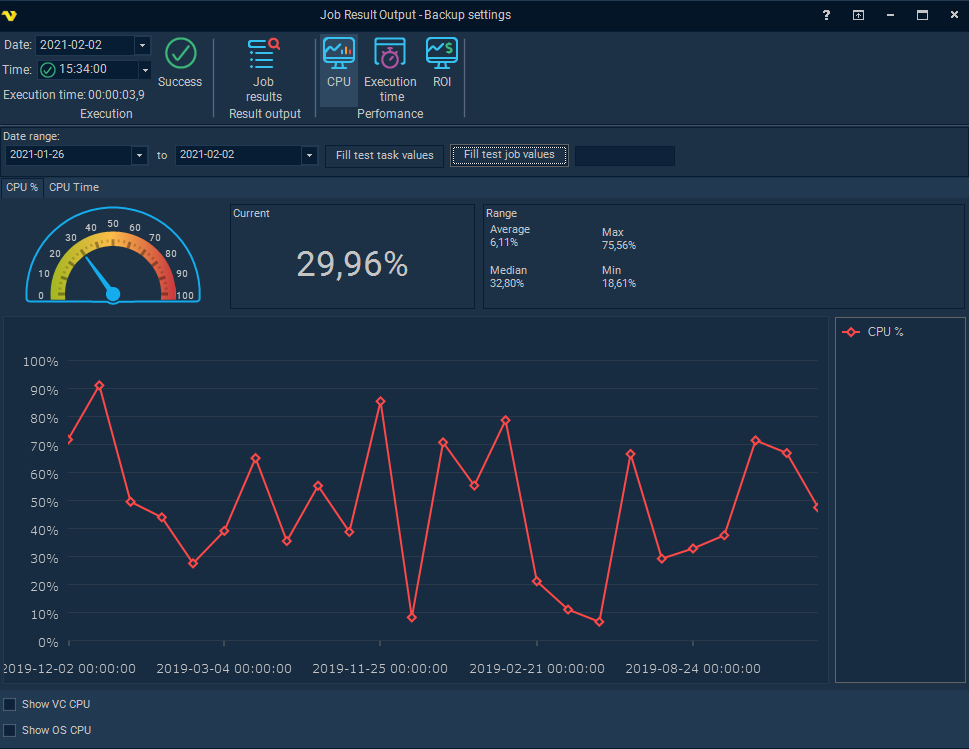 Job Result Output - Backup settings
?
Date: 2021-02-02
Time: 15:34:00
Execution time: 00:00:03,9
Success
Execution
Job
results
Result output
CPU
Execution
time
ROI
Perfomance
Date range:
2021-01-26 to 2021-02-02 Fill test task values Fill test job values
CPU % CPU Time
0 10 20 30 40 50 60 70 80 90 100
Current
29,96%
Range
Average
6,11%
Max
75,56%
Median
32,80%
Min
18,61%
CPU %
100%
90%
80%
70%
60%
50%
40%
30%
20%
10%
0%
2019-12-02 00:00:00 2019-03-04 00:00:00 2019-11-25 00:00:00 2019-02-21 00:00:00 2019-08-24 00:00:00
Show VC CPU
Show OS CPU